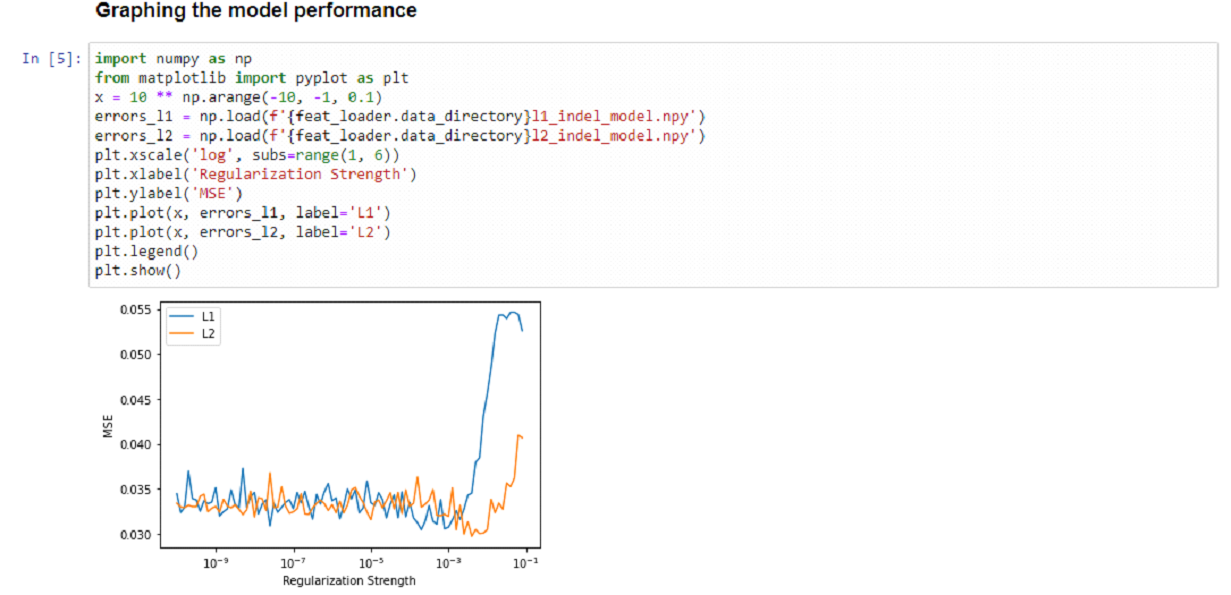 Graphing the model performance
In [5]: import numpy as np
from matplotlib import pyplot as plt
x = 10 ** np.arange(-10, -1, 0.1)
errors_l1 = np.load(f'{feat_loader.data_directory}l1_indel_model.npy')
errors_l2 = np.load(f'{feat_loader.data_directory}l2_indel_model.npy')
plt.xscale('log', subs=range(1, 6))
plt.xlabel('Regularization Strength')
plt.ylabel('MSE')
plt.plot(x, errors_l1, label='L1')
plt.plot(x, errors_l2, label='L2')
plt.legend()
plt.show()
L1
L2
0.055
0.050
0.045
0.040
0.035
0.030
MSE
10⁻⁹ 10⁻⁷ 10⁻⁵ 10⁻³ 10⁻¹
Regularization Strength